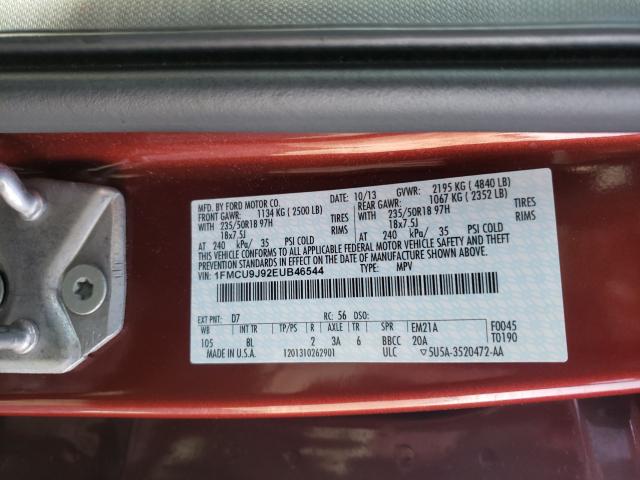 MFD. BY FORD MOTOR CO.
10/13 GVWR: 2195 KG ( 4840 LB)
FRONT GAWR: 1134 KG ( 2500 LB)
REAR GAWR: 1067 KG ( 2352 LB)
WITH 235/50R18 97H TIRES
WITH 235/50R18 97H TIRES
18x7.5J RIMS
18x7.5J RIMS
AT 240 kPa/ 35 PSI COLD
AT 240 kPa/ 35 PSI COLD
THIS VEHICLE CONFORMS TO ALL APPLICABLE FEDERAL MOTOR VEHICLE SAFETY AND THEFT
PREVENTION STANDARDS IN EFFECT ON THE DATE OF MANUFACTURE SHOWN ABOVE.
VIN: 1FMCU9J92EUB46544 TYPE: MPV
EXT PNT: D7 RC: 56 DSO:
WB INT TR TP/PS R AXLE TR SPR EM21A F0045
105 BL 2 3A 6 BBCC 20A T0190
MADE IN U.S.A. 1201310262901 ULC ▽5U5A-3520472-AA